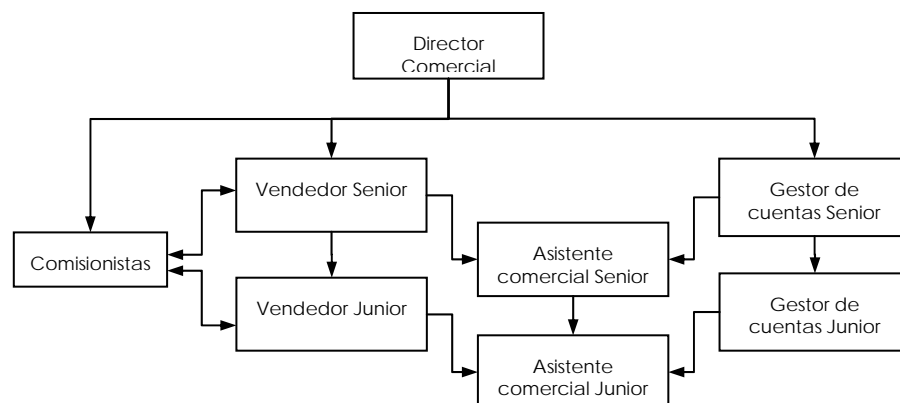 Director
Comercial
Vendedor Senior
Gestor de
cuentas Senior
Comisionistas
Asistente
comercial Senior
Vendedor Junior
Gestor de
cuentas Junior
Asistente
comercial Junior